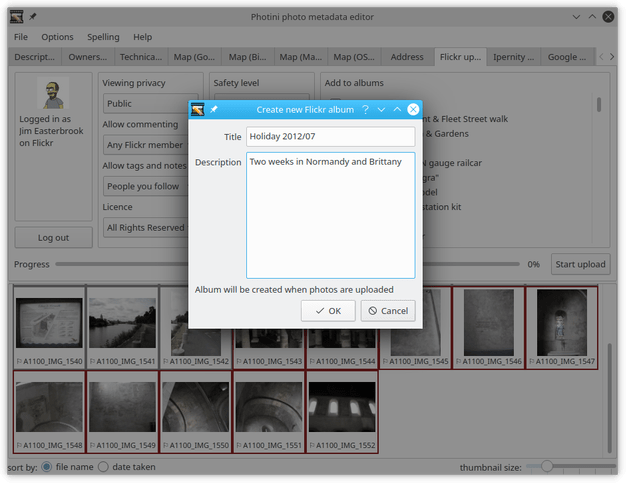 Photini photo metadata editor
File Options Spelling Help
Descript... Owners... Technica... Map (Go... Map (Bi... Map (Ma... Map (OS... Address Flickr up... Ipernity ... Google ...
Viewing privacy
Safety level
Add to albums
Public
Create new Flickr album
Logged in as
Jim Easterbrook
on Flickr
Allow commenting
Any Flickr member
Allow tags and notes
People you follow
Licence
All Rights Reserved
Title Holiday 2012/07
Description Two weeks in Normandy and Brittany
& Fleet Street walk
& Gardens
gauge railcar
station kit
Log out
Progress
0%
Start upload
Album will be created when photos are uploaded
OK Cancel
A1100_IMG_1540 A1100_IMG_1541 A1100_IMG_1542 A1100_IMG_1543 A1100_IMG_1544 A1100_IMG_1545 A1100_IMG_1546 A1100_IMG_1547
A1100_IMG_1548 A1100_IMG_1549 A1100_IMG_1550 A1100_IMG_1551 A1100_IMG_1552
sort by: file name date taken
thumbnail size: